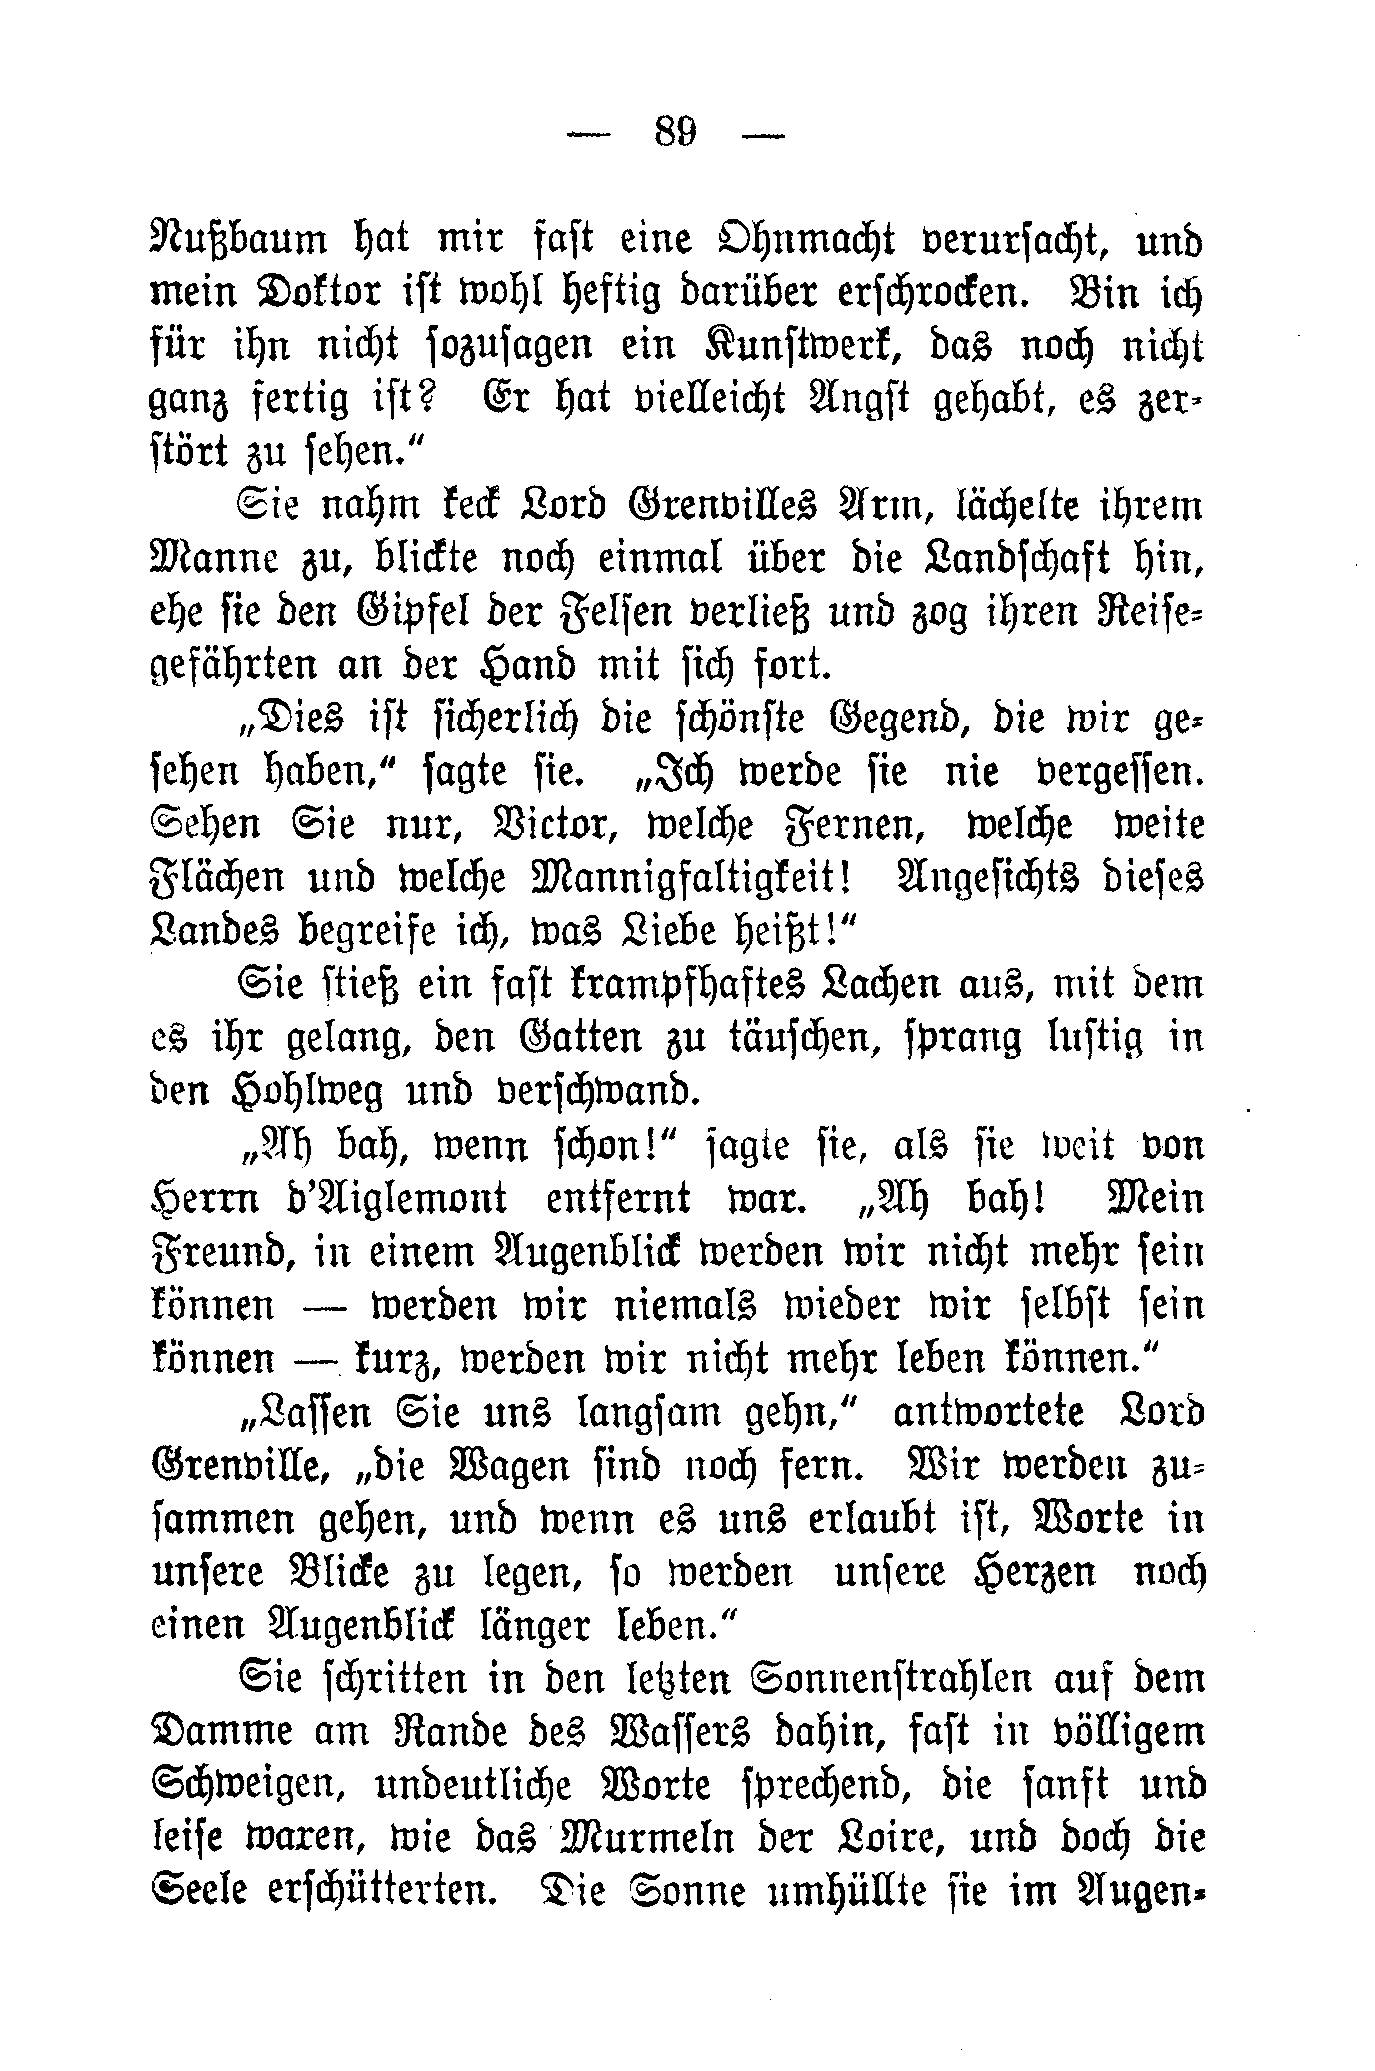 — 89 —
Nußbaum hat mir fast eine Ohnmacht verursacht, und
mein Doktor ist wohl heftig darüber erschrocken. Bin ich
für ihn nicht sozusagen ein Kunstwerk, das noch nicht
ganz fertig ist? Er hat vielleicht Angst gehabt, es zer-
stört zu sehen.“
Sie nahm keck Lord Grenvilles Arm, lächelte ihrem
Manne zu, blickte noch einmal über die Landschaft hin,
ehe sie den Gipfel der Felsen verließ und zog ihren Reise-
gefährten an der Hand mit sich fort.
„Dies ist sicherlich die schönste Gegend, die wir ge-
sehen haben,“ sagte sie. „Ich werde sie nie vergessen.
Sehen Sie nur, Victor, welche Fernen, welche weite
Flächen und welche Mannigfaltigkeit! Angesichts dieses
Landes begreife ich, was Liebe heißt!“
Sie stieß ein fast krampfhaftes Lachen aus, mit dem
es ihr gelang, den Gatten zu täuschen, sprang lustig in
den Hohlweg und verschwand.
„Ah bah, wenn schon!“ sagte sie, als sie weit von
Herrn d'Aiglemont entfernt war. „Ah bah! Mein
Freund, in einem Augenblick werden wir nicht mehr sein
können — werden wir niemals wieder wir selbst sein
können — kurz, werden wir nicht mehr leben können.“
„Lassen Sie uns langsam gehn,“ antwortete Lord
Grenville, „die Wagen sind noch fern. Wir werden zu-
sammen gehen, und wenn es uns erlaubt ist, Worte in
unsere Blicke zu legen, so werden unsere Herzen noch
einen Augenblick länger leben.“
Sie schritten in den letzten Sonnenstrahlen auf dem
Damme am Rande des Wassers dahin, fast in völligem
Schweigen, undeutliche Worte sprechend, die sanft und
leise waren, wie das Murmeln der Loire, und doch die
Seele erschütterten. Die Sonne umhüllte sie im Augen-